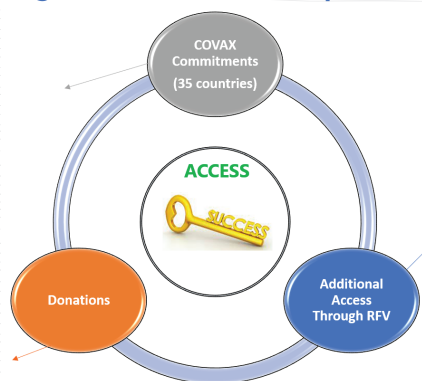 COVAX
Commitments
(35 countries)
ACCESS
SUCCESS
Donations
Additional
Access
Through RFV